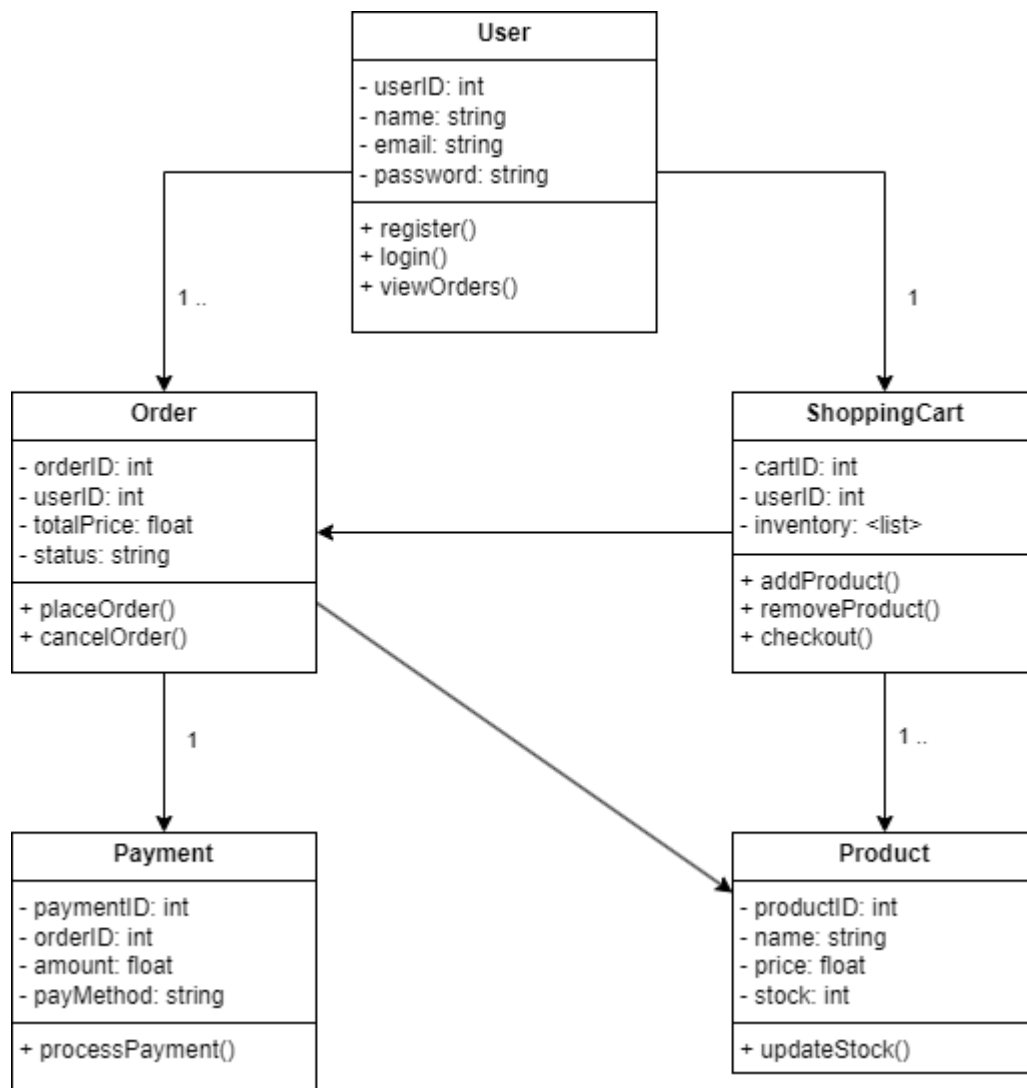 User
- userID: int
- name: string
- email: string
- password: string
+ register()
+ login()
+ viewOrders()
1 ..
1
Order
- orderID: int
- userID: int
- totalPrice: float
- status: string
+ placeOrder()
+ cancelOrder()
ShoppingCart
- cartID: int
- userID: int
- inventory: <list>
+ addProduct()
+ removeProduct()
+ checkout()
1
1 ..
Payment
- paymentID: int
- orderID: int
- amount: float
- payMethod: string
+ processPayment()
Product
- productID: int
- name: string
- price: float
- stock: int
+ updateStock()